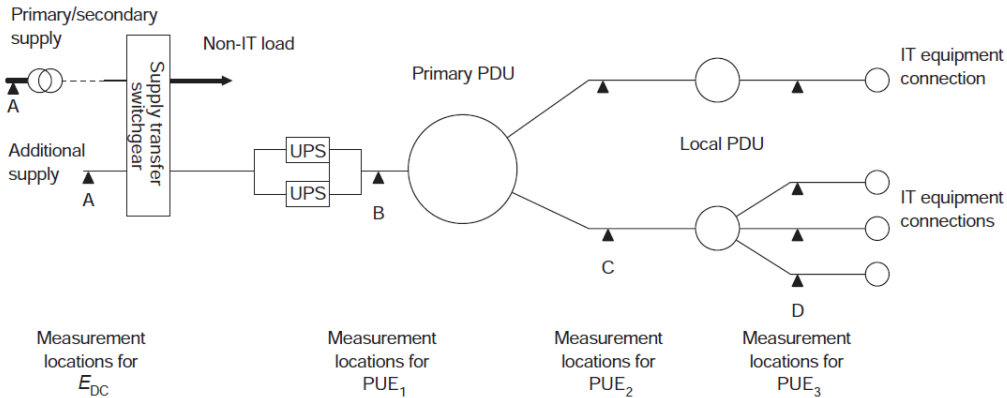 Primary/secondary
supply
Non-IT load
A
Supply transfer
switchgear
Additional
supply
A
UPS
UPS
B
Primary PDU
C
Local PDU
D
IT equipment
connection
IT equipment
connections
Measurement
locations for
E_DC
Measurement
locations for
PUE₁
Measurement
locations for
PUE₂
Measurement
locations for
PUE₃